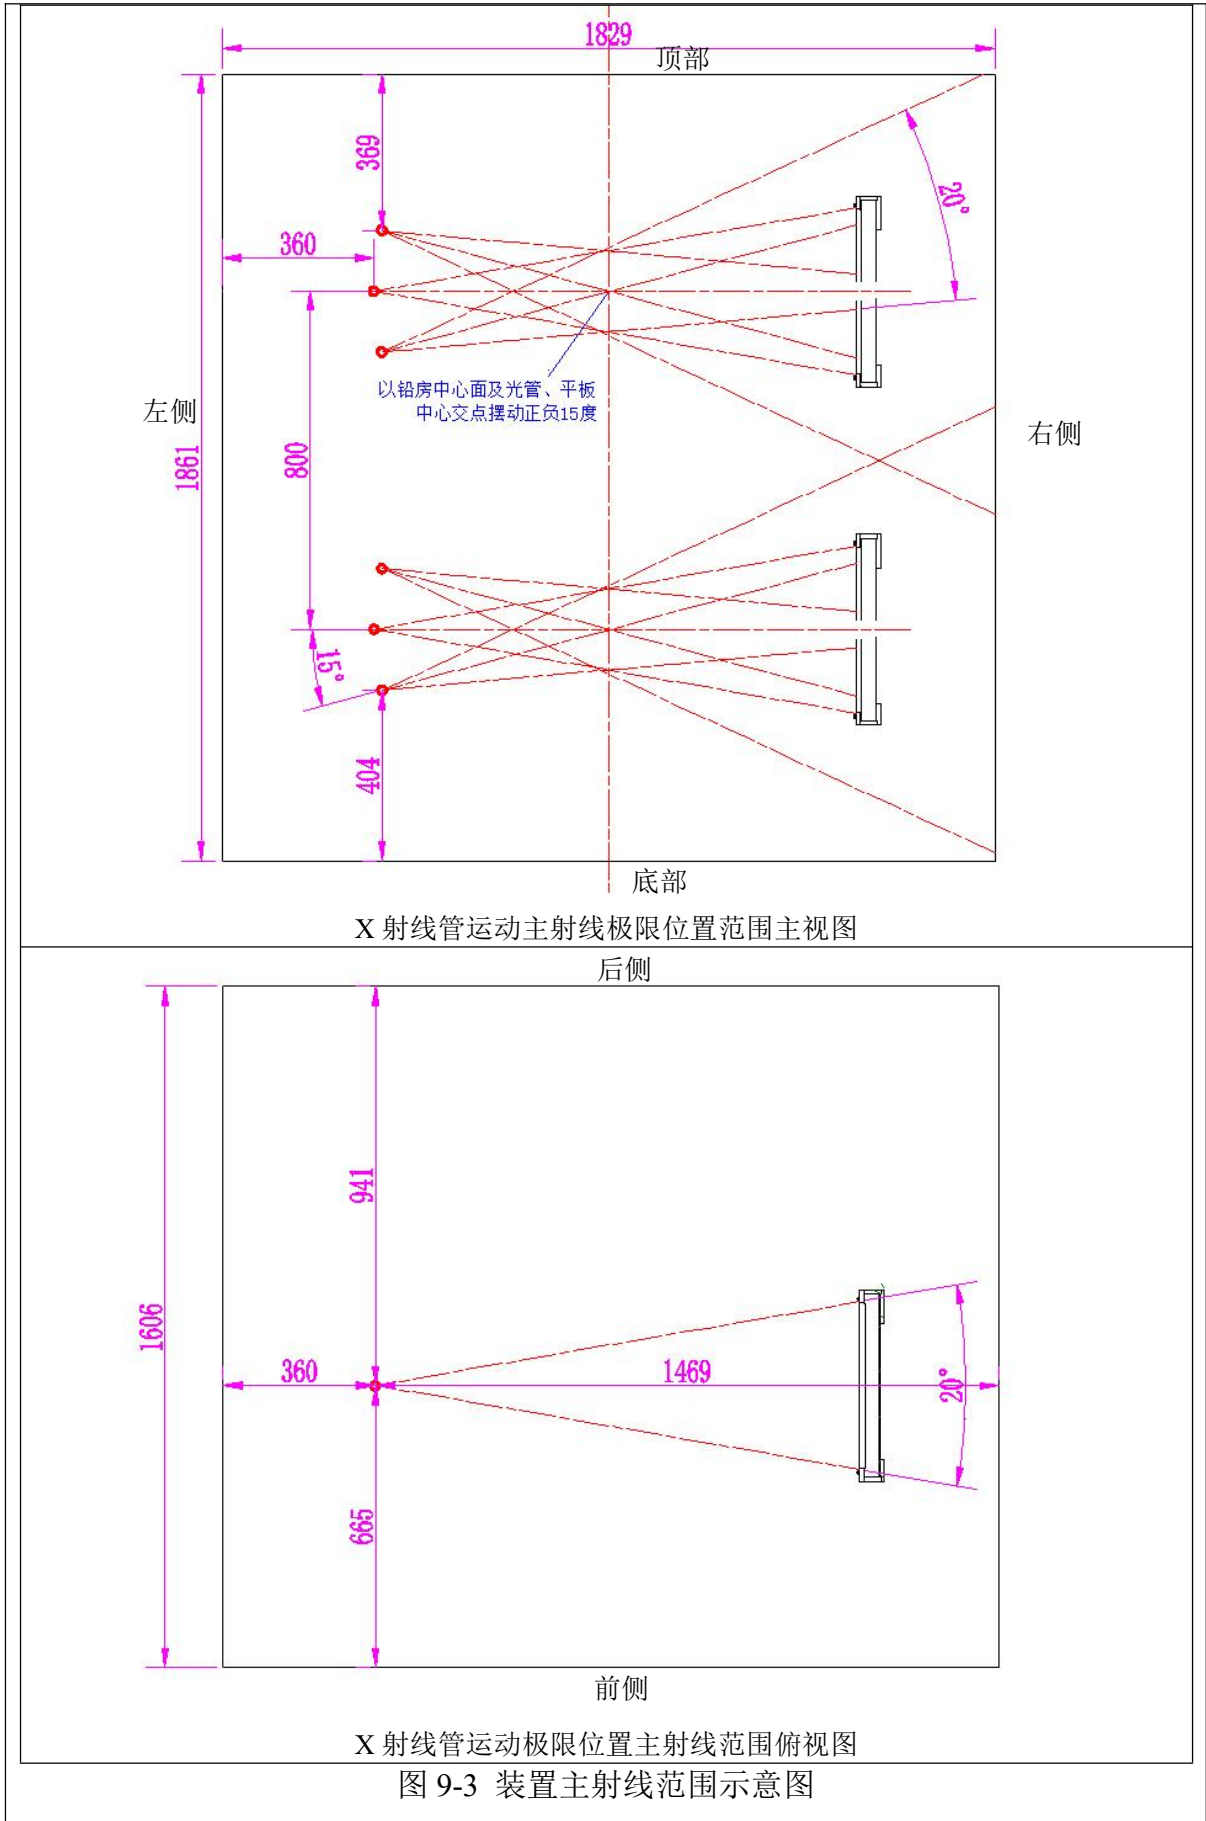 1829
顶部
369
20°
360
以铅房中心面及光管、平板
中心交点摆动正负15度
左侧
右侧
1861
800
15°
404
底部
X 射线管运动主射线极限位置范围主视图
后侧
941
1606
360
1469
20°
665
前侧
X 射线管运动极限位置主射线范围俯视图
图 9-3 装置主射线范围示意图